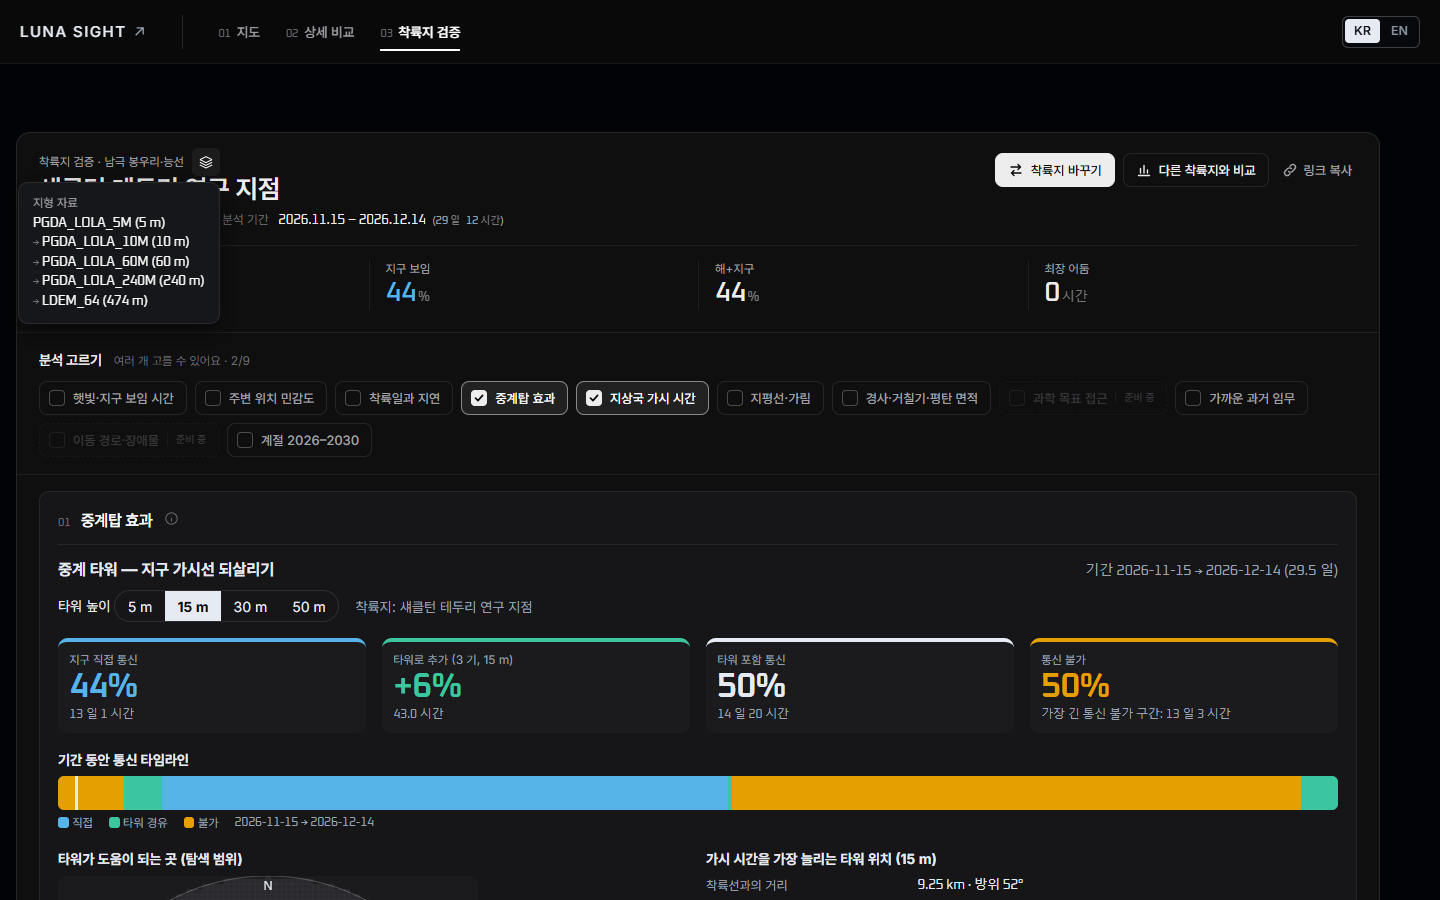 LUNA SIGHT ↗
01 지도 02 상세 비교 03 착륙지 검증
KR EN
착륙지 검증 · 남극 봉우리·능선
지점
착륙지 바꾸기 다른 착륙지와 비교 링크 복사
분석 기간 2026.11.15 – 2026.12.14 (29 일 12 시간)
지형 자료
PGDA_LOLA_5M (5 m)
→ PGDA_LOLA_10M (10 m)
→ PGDA_LOLA_60M (60 m)
→ PGDA_LOLA_240M (240 m)
→ LDEM_64 (474 m)
지구 보임
44%
해+지구
44%
최장 어둠
0시간
분석 고르기 여러 개 고를 수 있어요 · 2/9
햇빛·지구 보임 시간 주변 위치 민감도 착륙일과 지연 중계탑 효과 지상국 가시 시간 지평선·가림 경사·거칠기·평탄 면적 과학 목표 접근 준비 중 가까운 과거 임무
이동 경로·장애물 준비 중 계절 2026–2030
01 중계탑 효과
중계 타워 — 지구 가시선 되살리기
기간 2026-11-15 → 2026-12-14 (29.5 일)
타워 높이 5 m 15 m 30 m 50 m 착륙지: 섀클턴 테두리 연구 지점
지구 직접 통신
44%
13 일 1 시간
타워로 추가 (3 기, 15 m)
+6%
43.0 시간
타워 포함 통신
50%
14 일 20 시간
통신 불가
50%
가장 긴 통신 불가 구간: 13 일 3 시간
기간 동안 통신 타임라인
직접 타워 경유 불가 2026-11-15 → 2026-12-14
타워가 도움이 되는 곳 (탐색 범위)
N
가시 시간을 가장 늘리는 타워 위치 (15 m)
착륙선과의 거리 9.25 km · 방위 52°